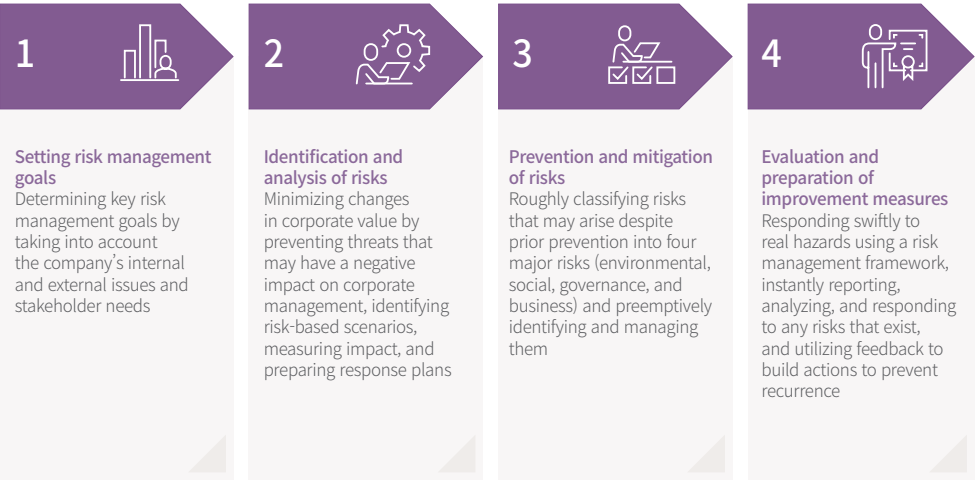 1
Setting risk management
goals
Determining key risk
management goals by
taking into account
the company's internal
and external issues and
stakeholder needs
2
Identification and
analysis of risks
Minimizing changes
in corporate value by
preventing threats that
may have a negative
impact on corporate
management, identifying
risk-based scenarios,
measuring impact, and
preparing response plans
3
Prevention and mitigation
of risks
Roughly classifying risks
that may arise despite
prior prevention into four
major risks (environmental,
social, governance, and
business) and preemptively
identifying and managing
them
4
Evaluation and
preparation of
improvement measures
Responding swiftly to
real hazards using a risk
management framework,
instantly reporting,
analyzing, and responding
to any risks that exist,
and utilizing feedback to
build actions to prevent
recurrence